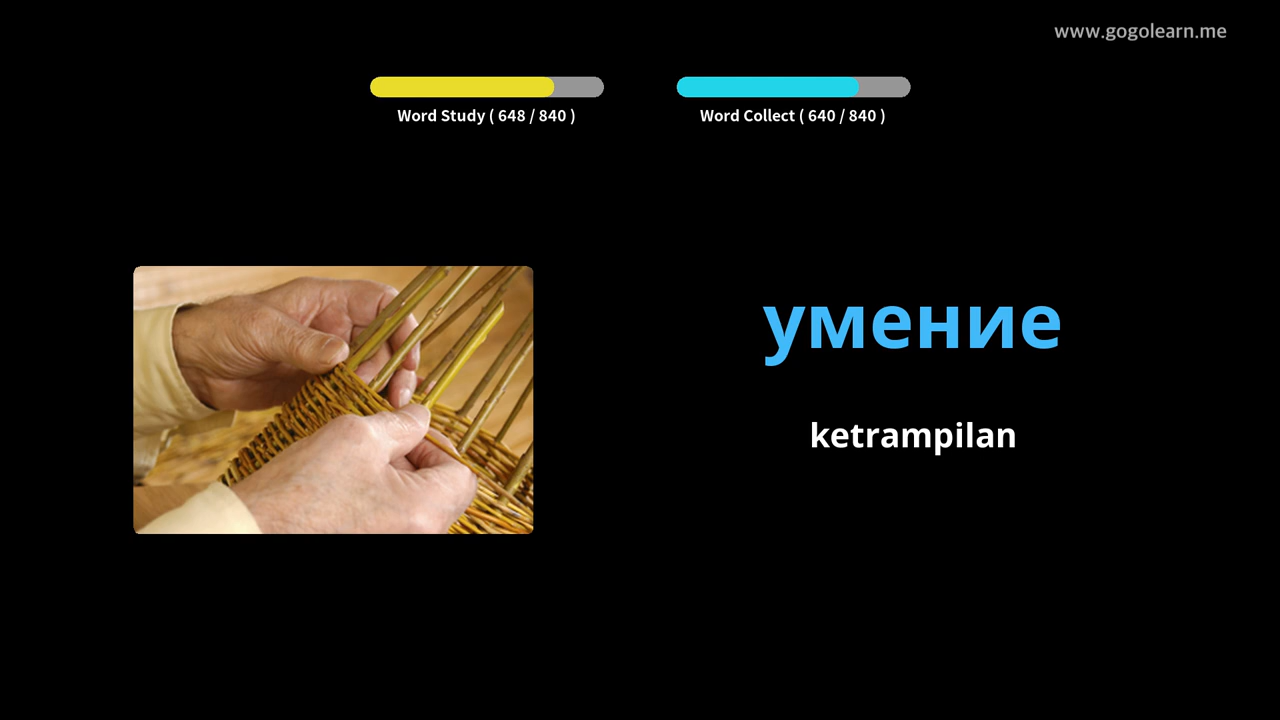 www.gogolearn.me
Word Study ( 648 / 840 )
Word Collect ( 640 / 840 )
умение
ketrampilan